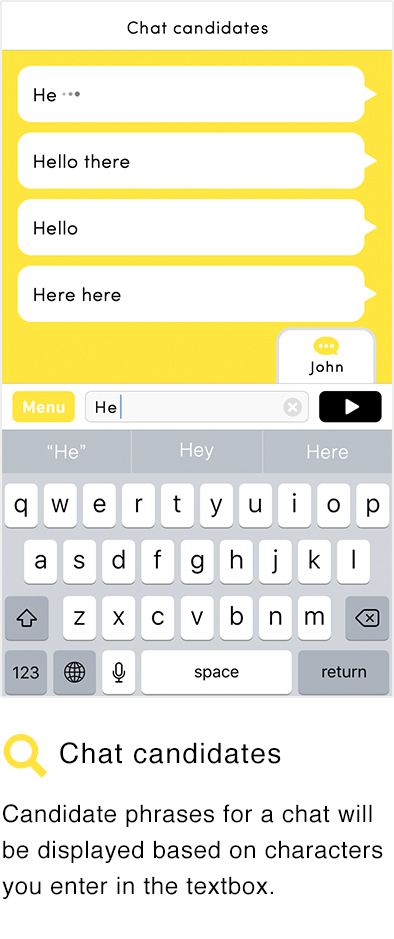 Chat candidates
He
Hello there
Hello
Here here
John
Menu He
“He” Hey Here
q w e r t y u i o p
a s d f g h j k l
z x c v b n m
123 space return
Chat candidates
Candidate phrases for a chat will
be displayed based on characters
you enter in the textbox.